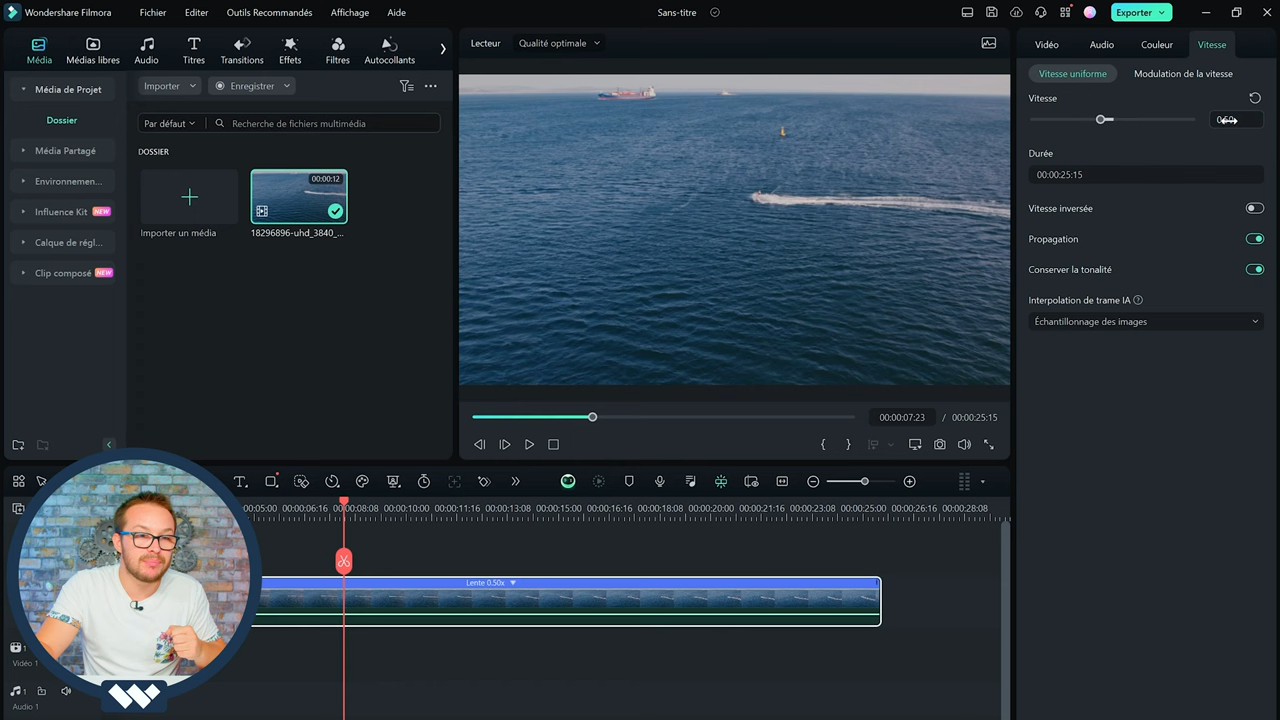 Wondershare Filmora Fichier Editer Outils Recommandés Affichage Aide Sans-titre Exporter
Média Médias libres Audio Titres Transitions Effets Filtres Autocollants
Média de Projet
Dossier
Média Partagé
Environnemen...
Influence Kit NEW
Calque de régl...
Clip composé NEW
Importer Enregistrer
Par défaut Recherche de fichiers multimédia
DOSSIER
00:00:12
Importer un média 18296896-uhd_3840_...
Lecteur Qualité optimale
00:00:07:23 / 00:00:25:15
Vidéo Audio Couleur Vitesse
Vitesse uniforme Modulation de la vitesse
Vitesse
Durée
00:00:25:15
Vitesse inversée
Propagation
Conserver la tonalité
Interpolation de trame IA
Échantillonnage des images
00:00:06:16 00:00:08:08 00:00:10:00 00:00:11:16 00:00:13:08 00:00:15:00 00:00:16:16 00:00:18:08 00:00:20:00 00:00:21:16 00:00:23:08 00:00:25:00 00:00:26:16 00:00:28:08
Lente 0.50x
1
Vidéo 1
1
Audio 1